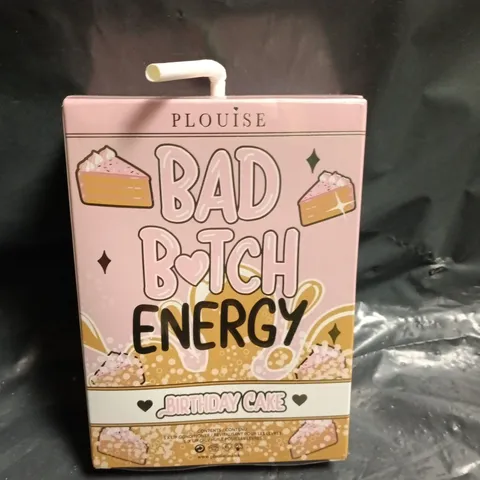 PLOUISE
BAD
B♥TCH
ENERGY
BIRTHDAY CAKE